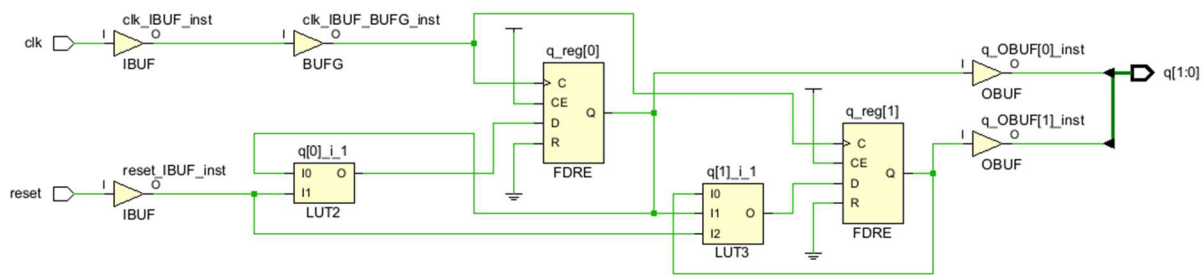 clk
I
clk_IBUF_inst
O
IBUF
I
clk_IBUF_BUFG_inst
O
BUFG
q_reg[0]
C
CE
D
R
Q
FDRE
reset
I
reset_IBUF_inst
O
IBUF
q[0]_i_1
I0
I1
O
LUT2
q[1]_i_1
I0
I1
I2
O
LUT3
q_reg[1]
C
CE
D
R
Q
FDRE
q_OBUF[0]_inst
I
O
OBUF
q_OBUF[1]_inst
I
O
OBUF
q[1:0]